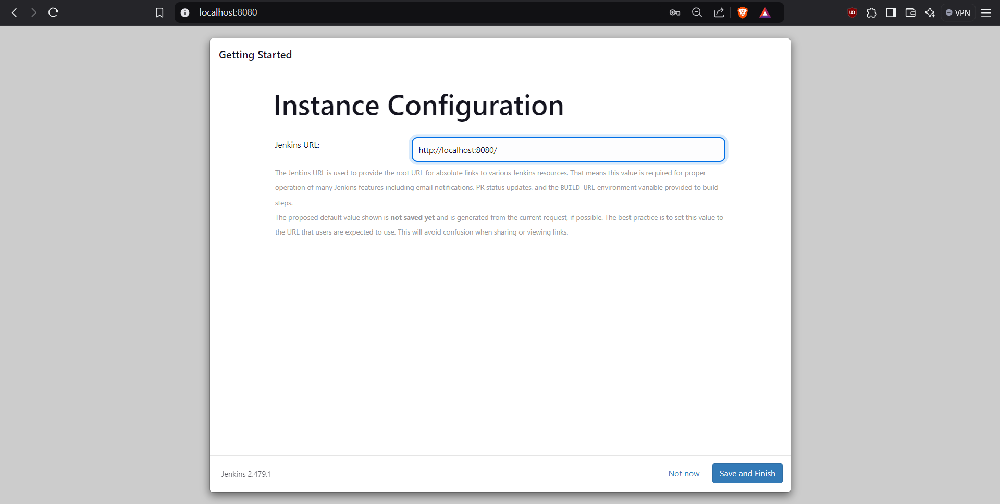 localhost:8080
VPN
Getting Started
Instance Configuration
Jenkins URL:
http://localhost:8080/
The Jenkins URL is used to provide the root URL for absolute links to various Jenkins resources. That means this value is required for proper
operation of many Jenkins features including email notifications, PR status updates, and the BUILD_URL environment variable provided to build
steps.
The proposed default value shown is not saved yet and is generated from the current request, if possible. The best practice is to set this value to
the URL that users are expected to use. This will avoid confusion when sharing or viewing links.
Jenkins 2.479.1
Not now
Save and Finish